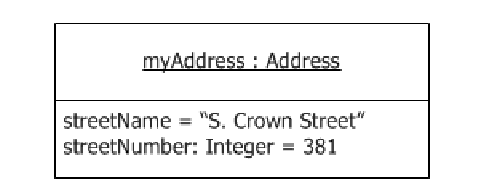 myAddress : Address
streetName = “S. Crown Street”
streetNumber: Integer = 381